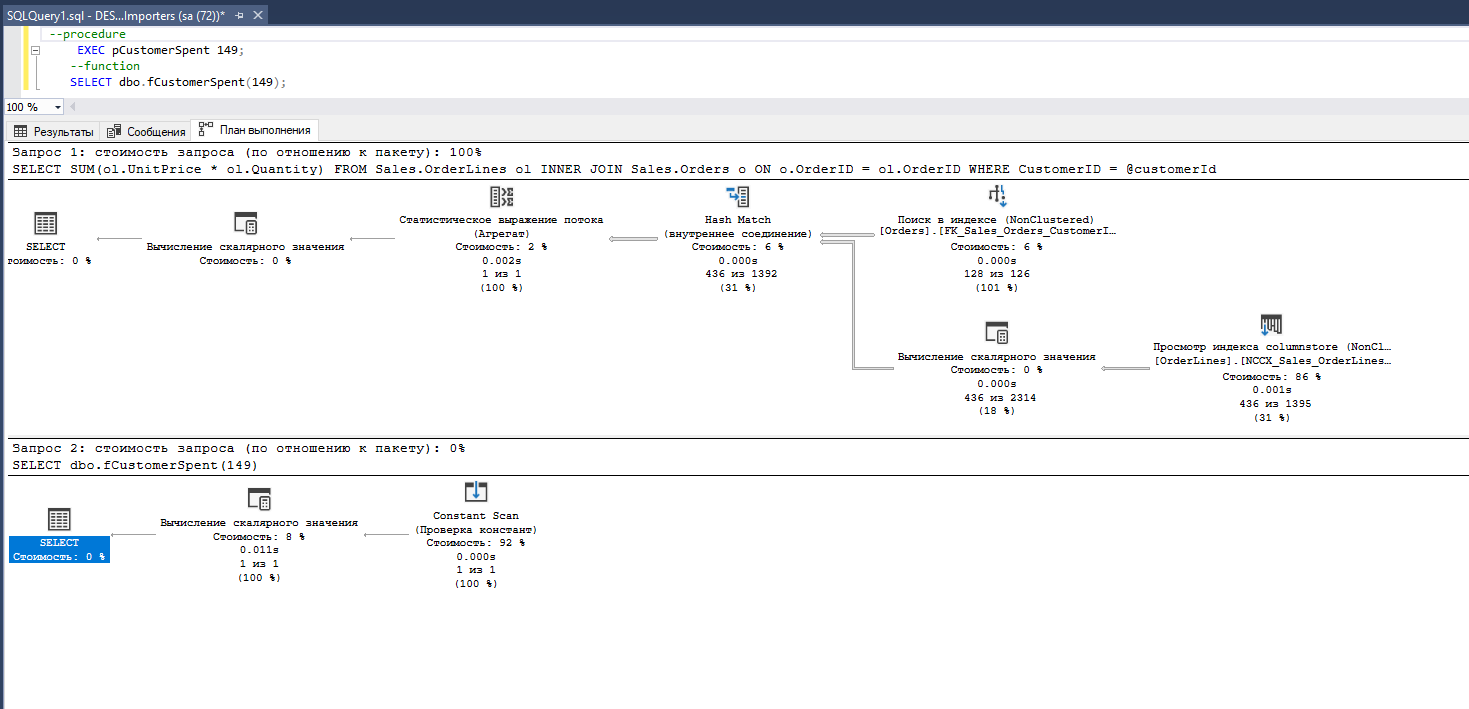 SQLQuery1.sql - DES...Importers (sa (72))*
--procedure
EXEC pCustomerSpent 149;
--function
SELECT dbo.fCustomerSpent(149);
100 %
Результаты Сообщения План выполнения
Запрос 1: стоимость запроса (по отношению к пакету): 100%
SELECT SUM(ol.UnitPrice * ol.Quantity) FROM Sales.OrderLines ol INNER JOIN Sales.Orders o ON o.OrderID = ol.OrderID WHERE CustomerID = @customerId
SELECT
тоимость: 0 %
Вычисление скалярного значения
Стоимость: 0 %
Статистическое выражение потока
(Агрегат)
Стоимость: 2 %
0.002s
1 из 1
(100 %)
Hash Match
(внутреннее соединение)
Стоимость: 6 %
0.000s
436 из 1392
(31 %)
Поиск в индексе (NonClustered)
[Orders].[FK_Sales_Orders_CustomerI...
Стоимость: 6 %
0.000s
128 из 126
(101 %)
Вычисление скалярного значения
Стоимость: 0 %
0.000s
436 из 2314
(18 %)
Просмотр индекса columnstore (NonCl...
[OrderLines].[NCCX_Sales_OrderLines...
Стоимость: 86 %
0.001s
436 из 1395
(31 %)
Запрос 2: стоимость запроса (по отношению к пакету): 0%
SELECT dbo.fCustomerSpent(149)
SELECT
Стоимость: 0 %
Вычисление скалярного значения
Стоимость: 8 %
0.011s
1 из 1
(100 %)
Constant Scan
(Проверка констант)
Стоимость: 92 %
0.000s
1 из 1
(100 %)